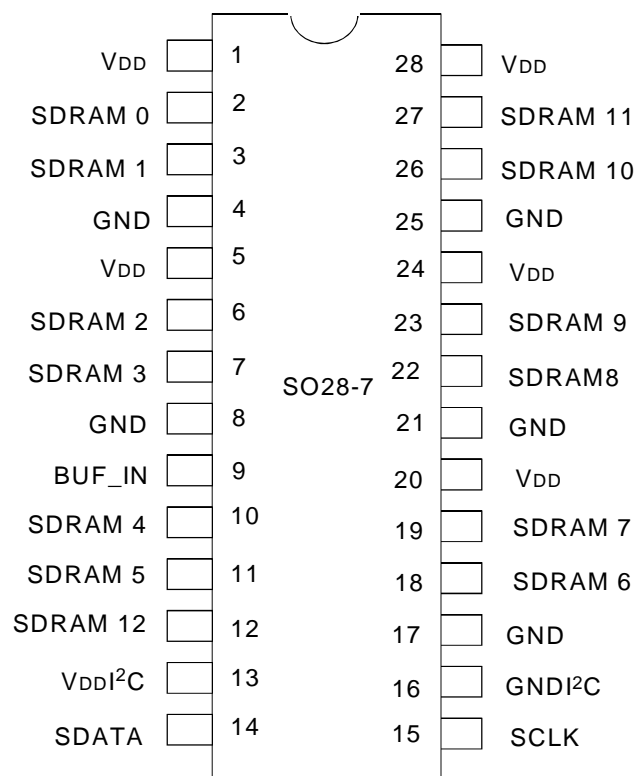 VDD 1 28 VDD
SDRAM 0 2 27 SDRAM 11
SDRAM 1 3 26 SDRAM 10
GND 4 25 GND
VDD 5 24 VDD
SDRAM 2 6 23 SDRAM 9
SDRAM 3 7 SO28-7 22 SDRAM8
GND 8 21 GND
BUF_IN 9 20 VDD
SDRAM 4 10 19 SDRAM 7
SDRAM 5 11 18 SDRAM 6
SDRAM 12 12 17 GND
VDDI²C 13 16 GNDI²C
SDATA 14 15 SCLK